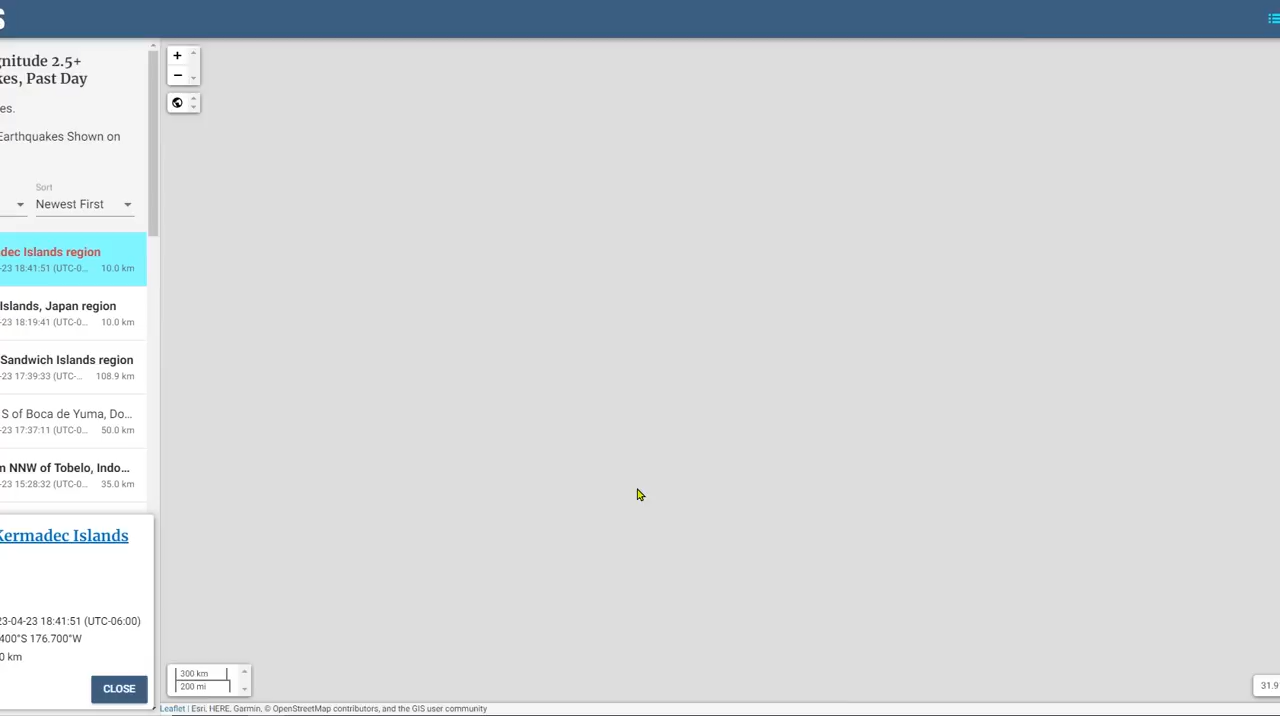 S
gnitude 2.5+
kes, Past Day
es.
Earthquakes Shown on
Sort
Newest First
dec Islands region
-23 18:41:51 (UTC-0... 10.0 km
Islands, Japan region
-23 18:19:41 (UTC-0... 10.0 km
Sandwich Islands region
-23 17:39:33 (UTC-... 108.9 km
S of Boca de Yuma, Do...
-23 17:37:11 (UTC-0... 50.0 km
m NNW of Tobelo, Indo...
-23 15:28:32 (UTC-0... 35.0 km
Kermadec Islands
23-04-23 18:41:51 (UTC-06:00)
400°S 176.700°W
0 km
CLOSE
+
−
300 km
200 mi
31.9
Leaflet | Esri, HERE, Garmin, © OpenStreetMap contributors, and the GIS user community